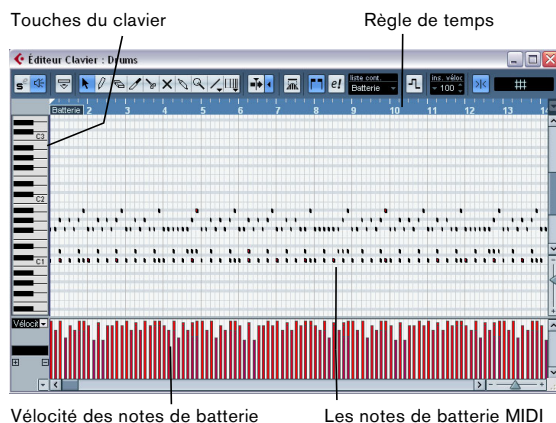 Touches du clavier
Règle de temps
Éditeur Clavier : Drums
liste cont.
Batterie
ins. véloc
100
Batterie 2 3 4 5 6 7 8 9 10 11 12 13 14
C3
C2
C1
Vélocit
Vélocité des notes de batterie
Les notes de batterie MIDI